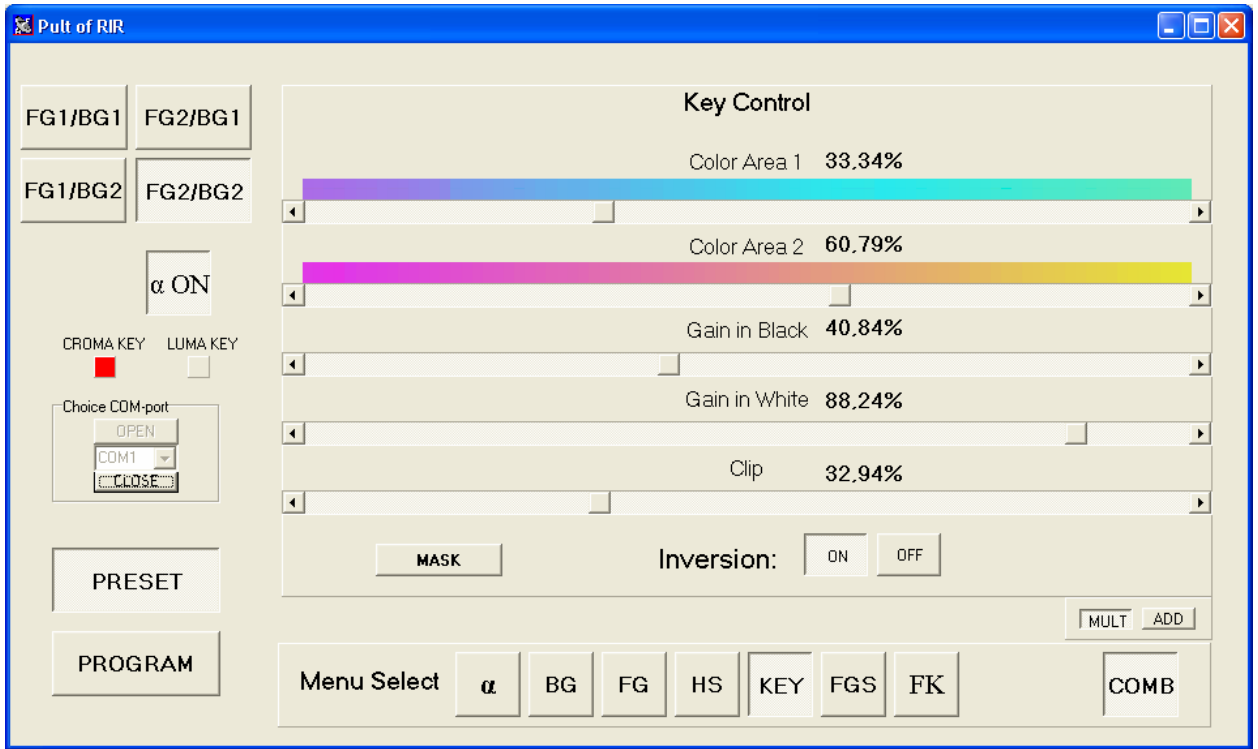 Pult of RIR
FG1/BG1 FG2/BG1
FG1/BG2 FG2/BG2
α ON
CROMA KEY LUMA KEY
Choice COM-port
OPEN
COM1
CLOSE
PRESET
PROGRAM
Key Control
Color Area 1 33,34%
Color Area 2 60,79%
Gain in Black 40,84%
Gain in White 88,24%
Clip 32,94%
MASK Inversion: ON OFF
MULT ADD
Menu Select α BG FG HS KEY FGS FK COMB